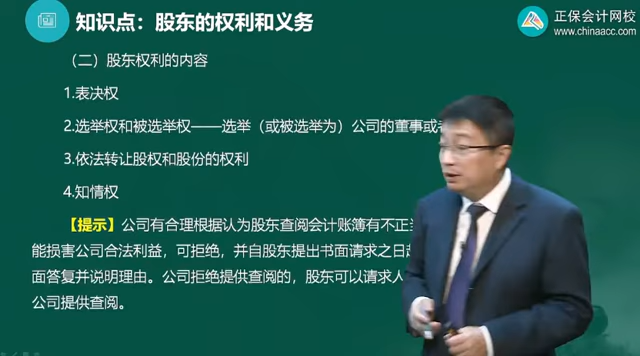 知识点：股东的权利和义务
正保会计网校
www.chinaacc.com
（二）股东权利的内容
1.表决权
2.选举权和被选举权——选举（或被选举为）公司的董事或
3.依法转让股权和股份的权利
4.知情权
【提示】公司有合理根据认为股东查阅会计账簿有不正
能损害公司合法利益，可拒绝，并自股东提出书面请求之日
面答复并说明理由。公司拒绝提供查阅的，股东可以请求人
公司提供查阅。